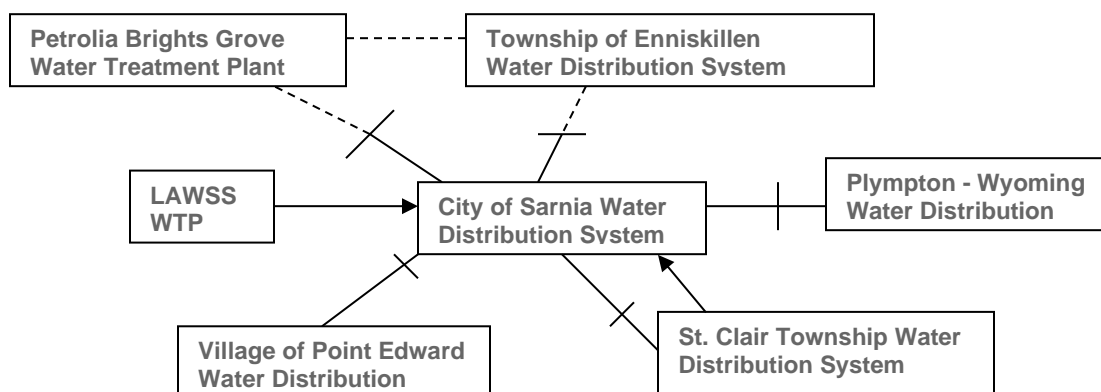 Petrolia Brights Grove
Water Treatment Plant
Township of Enniskillen
Water Distribution System
LAWSS
WTP
City of Sarnia Water
Distribution System
Plympton - Wyoming
Water Distribution
Village of Point Edward
Water Distribution
St. Clair Township Water
Distribution System